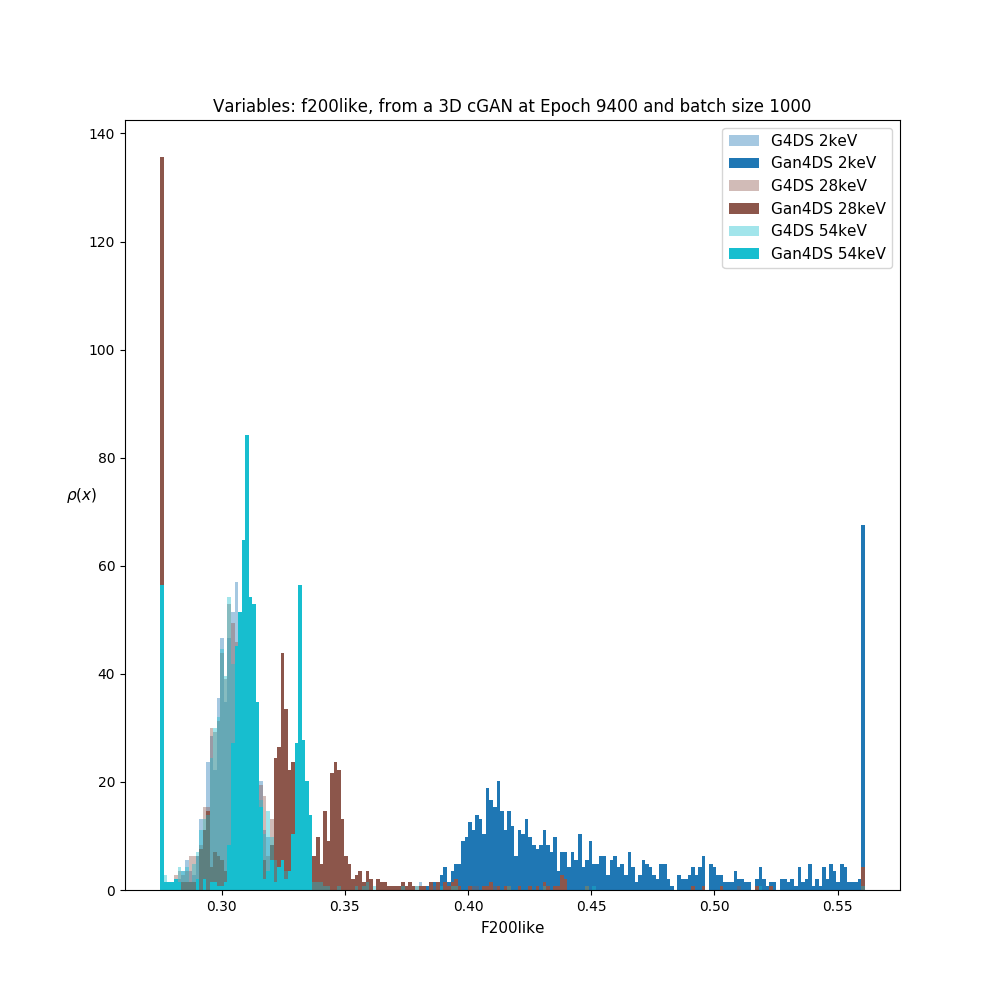 Variables: f200like, from a 3D cGAN at Epoch 9400 and batch size 1000
G4DS 2keV
Gan4DS 2keV
G4DS 28keV
Gan4DS 28keV
G4DS 54keV
Gan4DS 54keV
140
120
100
80
ρ(x)
60
40
20
0
0.30 0.35 0.40 0.45 0.50 0.55
F200like